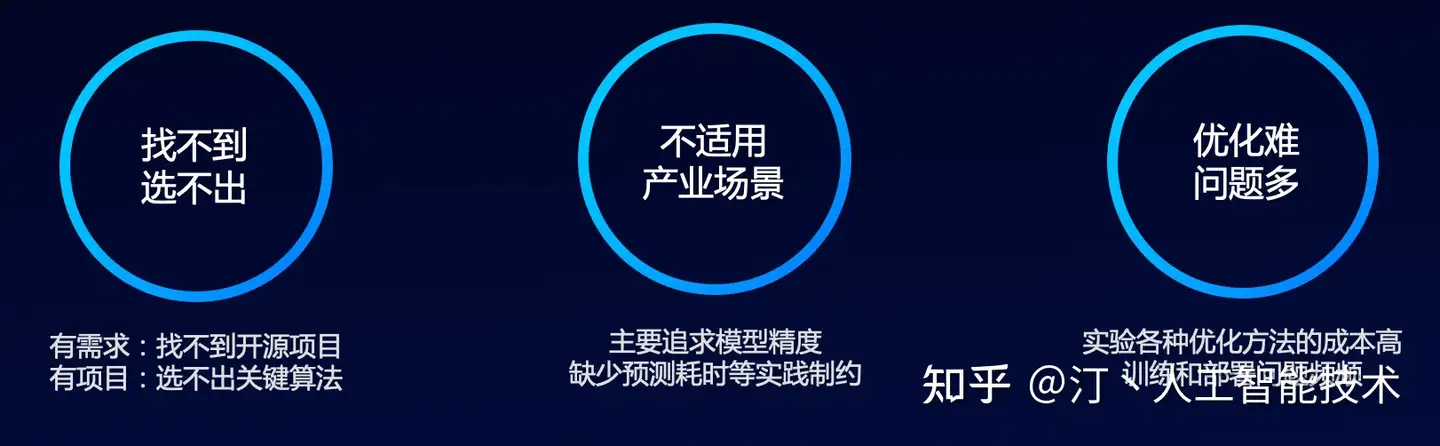 找不到
选不出
有需求：找不到开源项目
有项目：选不出关键算法
不适用
产业场景
主要追求模型精度
缺少预测耗时等实践制约
优化难
问题多
实验各种优化方法的成本高
训练和部署问题频频
知乎 @汀丶人工智能技术